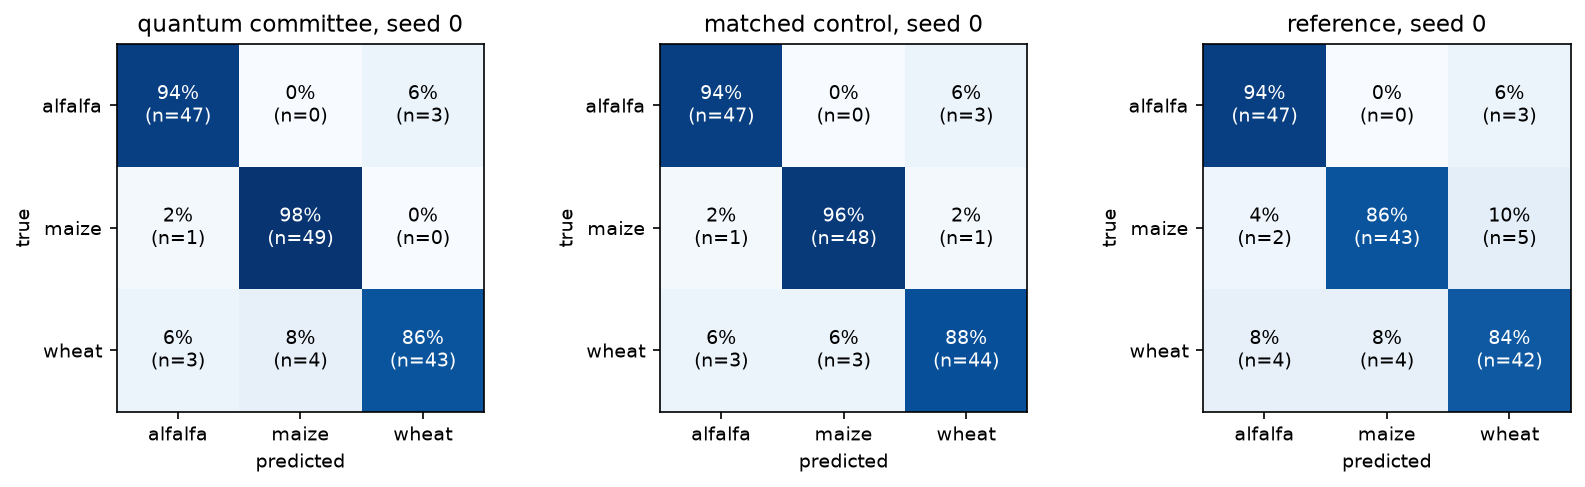 quantum committee, seed 0
true
alfalfa
94%
(n=47)
0%
(n=0)
6%
(n=3)
maize
2%
(n=1)
98%
(n=49)
0%
(n=0)
wheat
6%
(n=3)
8%
(n=4)
86%
(n=43)
alfalfa
maize
wheat
predicted
matched control, seed 0
true
alfalfa
94%
(n=47)
0%
(n=0)
6%
(n=3)
maize
2%
(n=1)
96%
(n=48)
2%
(n=1)
wheat
6%
(n=3)
6%
(n=3)
88%
(n=44)
alfalfa
maize
wheat
predicted
reference, seed 0
true
alfalfa
94%
(n=47)
0%
(n=0)
6%
(n=3)
maize
4%
(n=2)
86%
(n=43)
10%
(n=5)
wheat
8%
(n=4)
8%
(n=4)
84%
(n=42)
alfalfa
maize
wheat
predicted